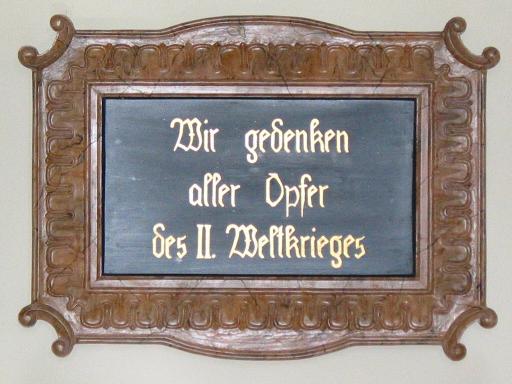 Wir gedenken
aller Opfer
des II. Weltkrieges